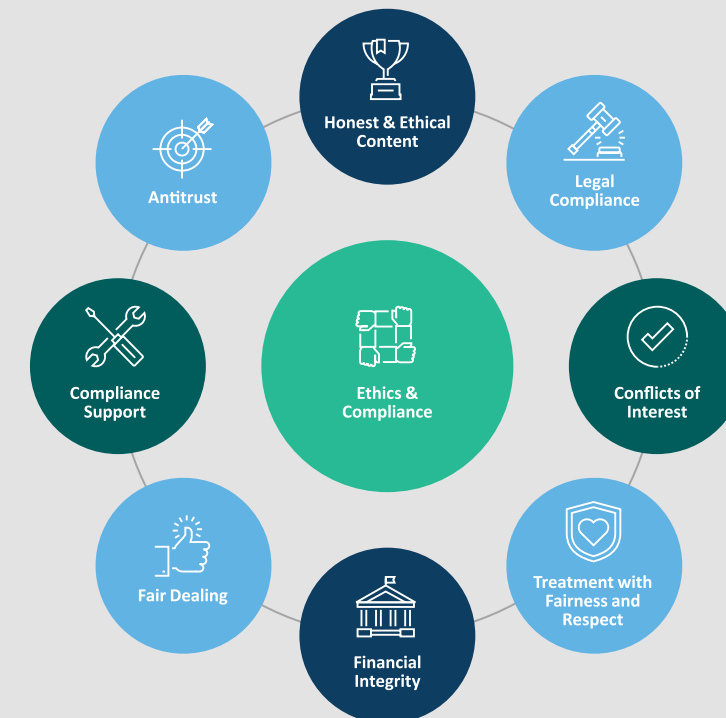 Honest & Ethical
Content
Legal
Compliance
Conflicts of
Interest
Treatment with
Fairness and
Respect
Financial
Integrity
Fair Dealing
Compliance
Support
Antitrust
Ethics &
Compliance